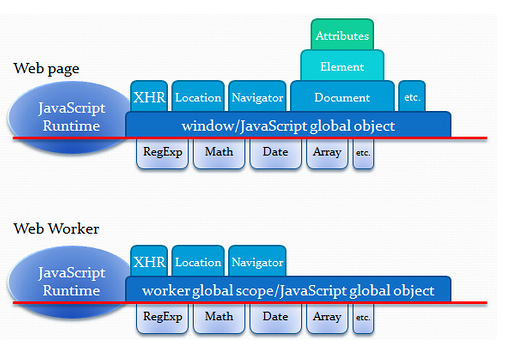 Attributes
Element
Web page
XHR Location Navigator Document etc.
JavaScript
Runtime
window/JavaScript global object
RegExp Math Date Array etc.
Web Worker
XHR Location Navigator
JavaScript
Runtime
worker global scope/JavaScript global object
RegExp Math Date Array etc.